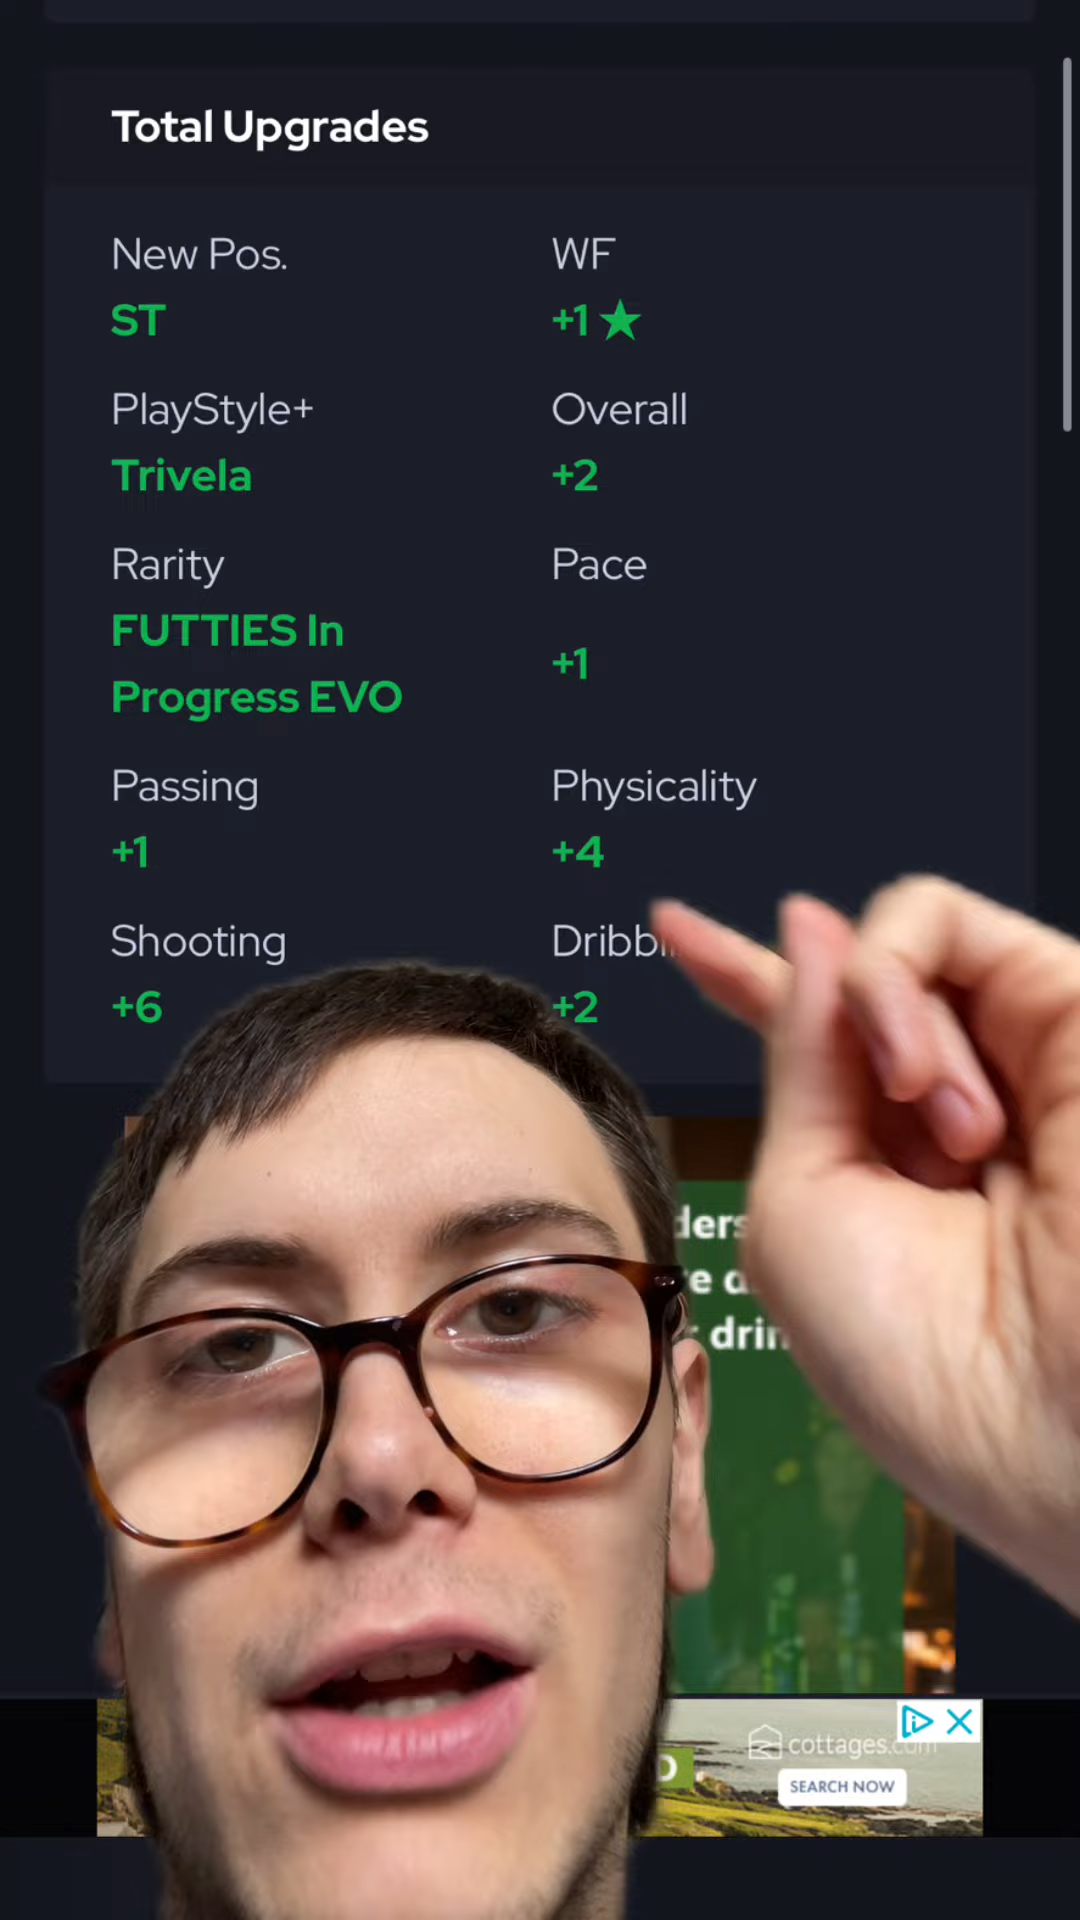 Total Upgrades
New Pos.
WF
ST
+1
PlayStyle+
Overall
Trivela
+2
Rarity
Pace
FUTTIES In
Progress EVO
+1
Passing
Physicality
+1
+4
Shooting
+6
+2
cottages.com
SEARCH NOW